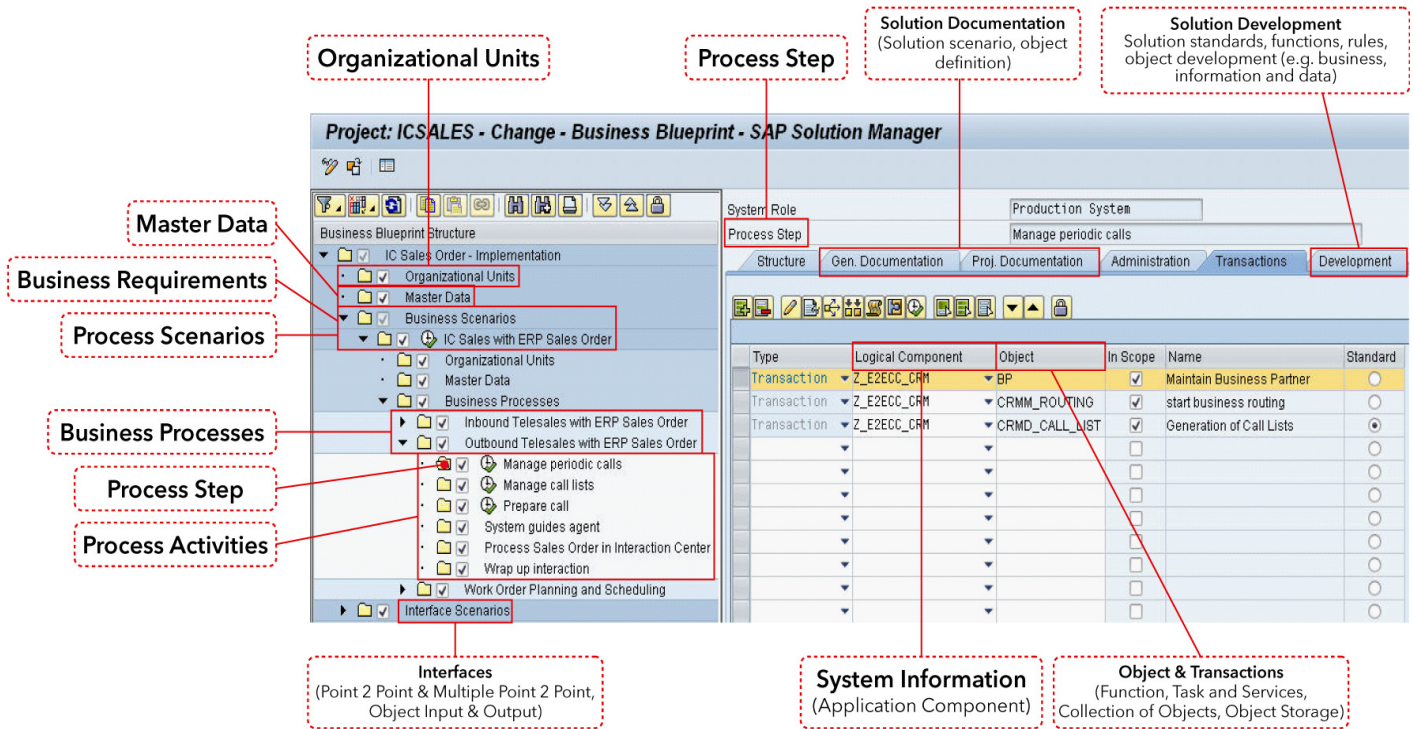 Solution Documentation
(Solution scenario, object
definition)
Solution Development
Solution standards, functions, rules,
object development (e.g. business,
information and data)
Organizational Units
Process Step
Project: ICSALES - Change - Business Blueprint - SAP Solution Manager
Master Data
Business Requirements
Process Scenarios
Business Processes
Process Step
Process Activities
Business Blueprint Structure
IC Sales Order - Implementation
Organizational Units
Master Data
Business Scenarios
IC Sales with ERP Sales Order
Organizational Units
Master Data
Business Processes
Inbound Telesales with ERP Sales Order
Outbound Telesales with ERP Sales Order
Manage periodic calls
Manage call lists
Prepare call
System guides agent
Process Sales Order in Interaction Center
Wrap up interaction
Work Order Planning and Scheduling
Interface Scenarios
System Role Production System
Process Step Manage periodic calls
Structure Gen. Documentation Proj. Documentation Administration Transactions Development
Type Logical Component Object In Scope Name Standard
Transaction Z_E2ECC_CRM BP Maintain Business Partner
Transaction Z_E2ECC_CRM CRMM_ROUTING start business routing
Transaction Z_E2ECC_CRM CRMD_CALL_LIST Generation of Call Lists
Interfaces
(Point 2 Point & Multiple Point 2 Point,
Object Input & Output)
System Information
(Application Component)
Object & Transactions
(Function, Task and Services,
Collection of Objects, Object Storage)